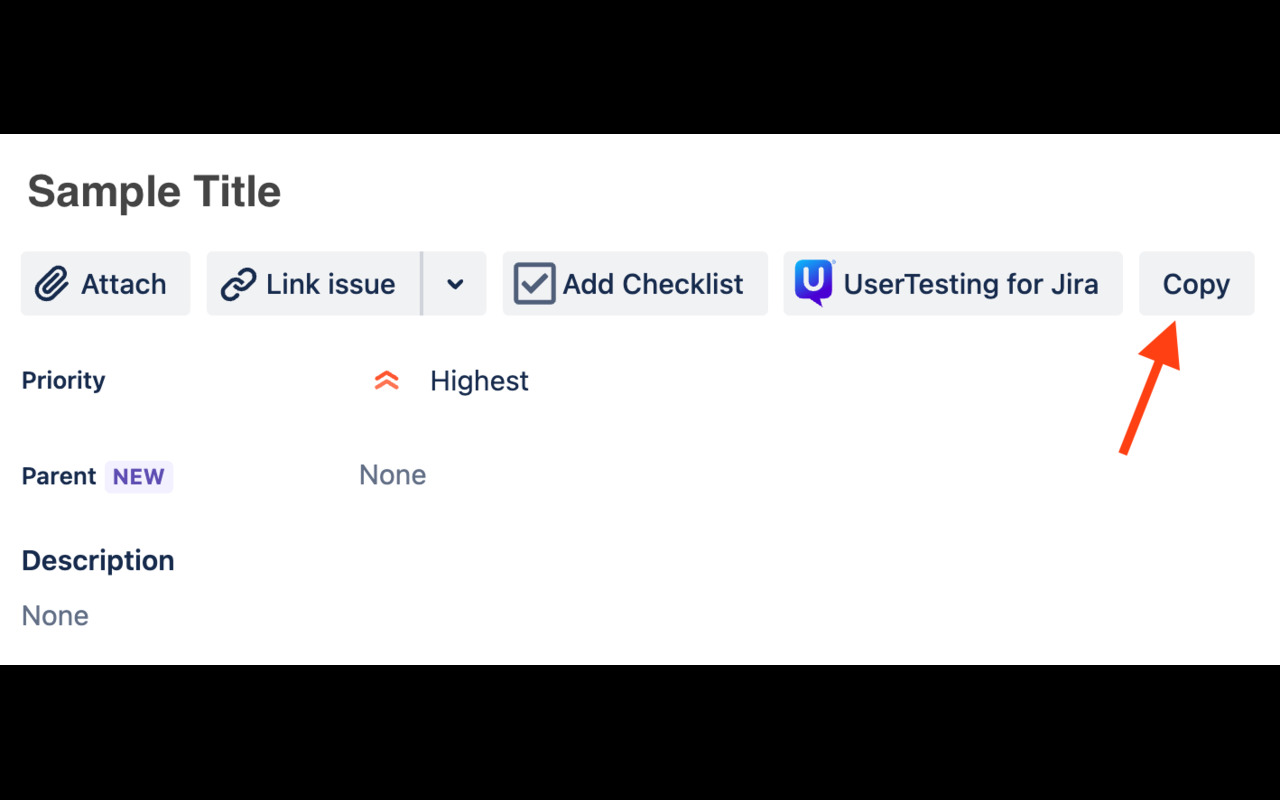 Sample Title
Attach Link issue Add Checklist UserTesting for Jira Copy
Priority Highest
Parent NEW None
Description
None